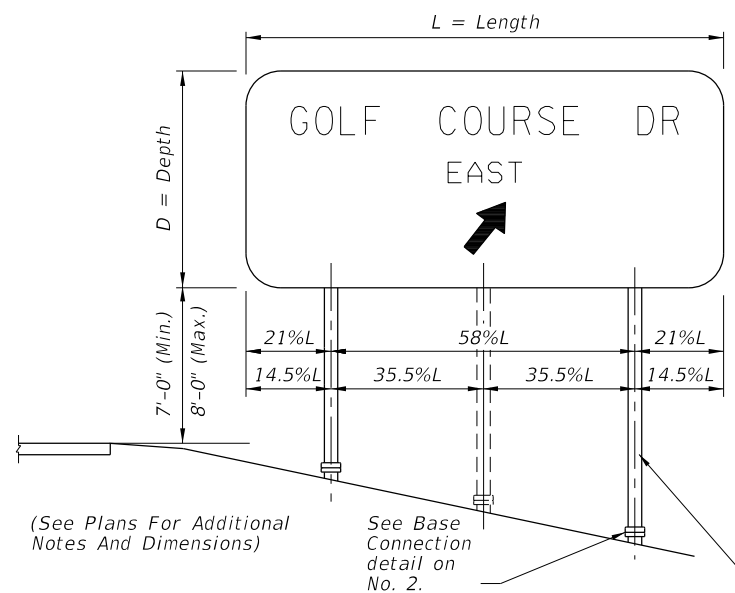 L = Length
D = Depth
GOLF COURSE DR
EAST
7'-0" (Min.)
8'-0" (Max.)
21%L 58%L 21%L
14.5%L 35.5%L 35.5%L 14.5%L
(See Plans For Additional
Notes And Dimensions)
See Base
Connection
detail on
No. 2.